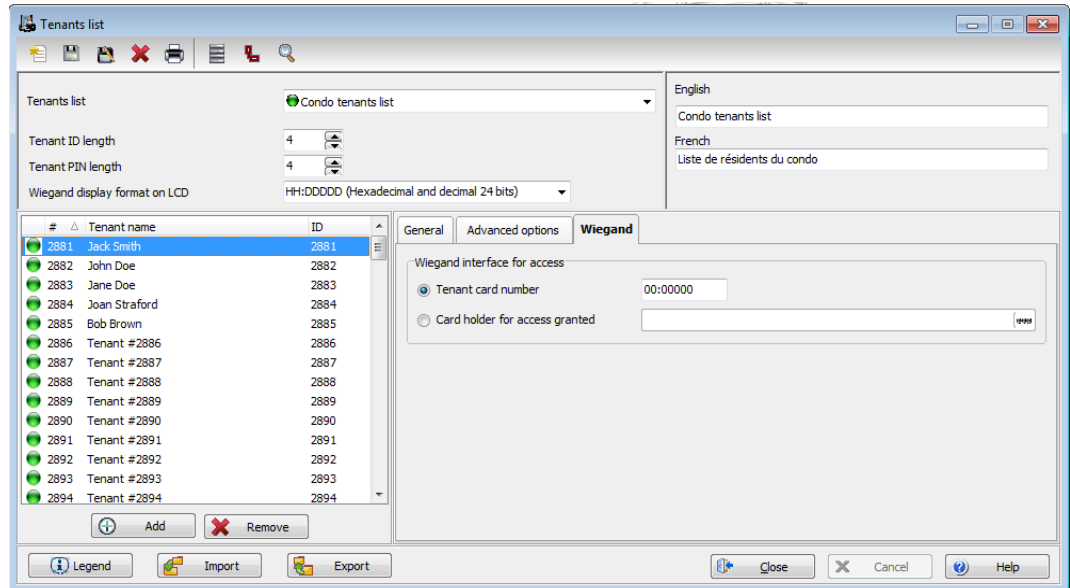 Tenants list
Tenants list
Condo tenants list
English
Condo tenants list
French
Liste de résidents du condo
Tenant ID length
4
Tenant PIN length
4
Wiegand display format on LCD
HH:DDDDD (Hexadecimal and decimal 24 bits)
# Tenant name ID
2881 Jack Smith 2881
2882 John Doe 2882
2883 Jane Doe 2883
2884 Joan Straford 2884
2885 Bob Brown 2885
2886 Tenant #2886 2886
2887 Tenant #2887 2887
2888 Tenant #2888 2888
2889 Tenant #2889 2889
2890 Tenant #2890 2890
2891 Tenant #2891 2891
2892 Tenant #2892 2892
2893 Tenant #2893 2893
2894 Tenant #2894 2894
Add Remove
General Advanced options Wiegand
Wiegand interface for access
Tenant card number 00:00000
Card holder for access granted
Legend Import Export Close Cancel Help